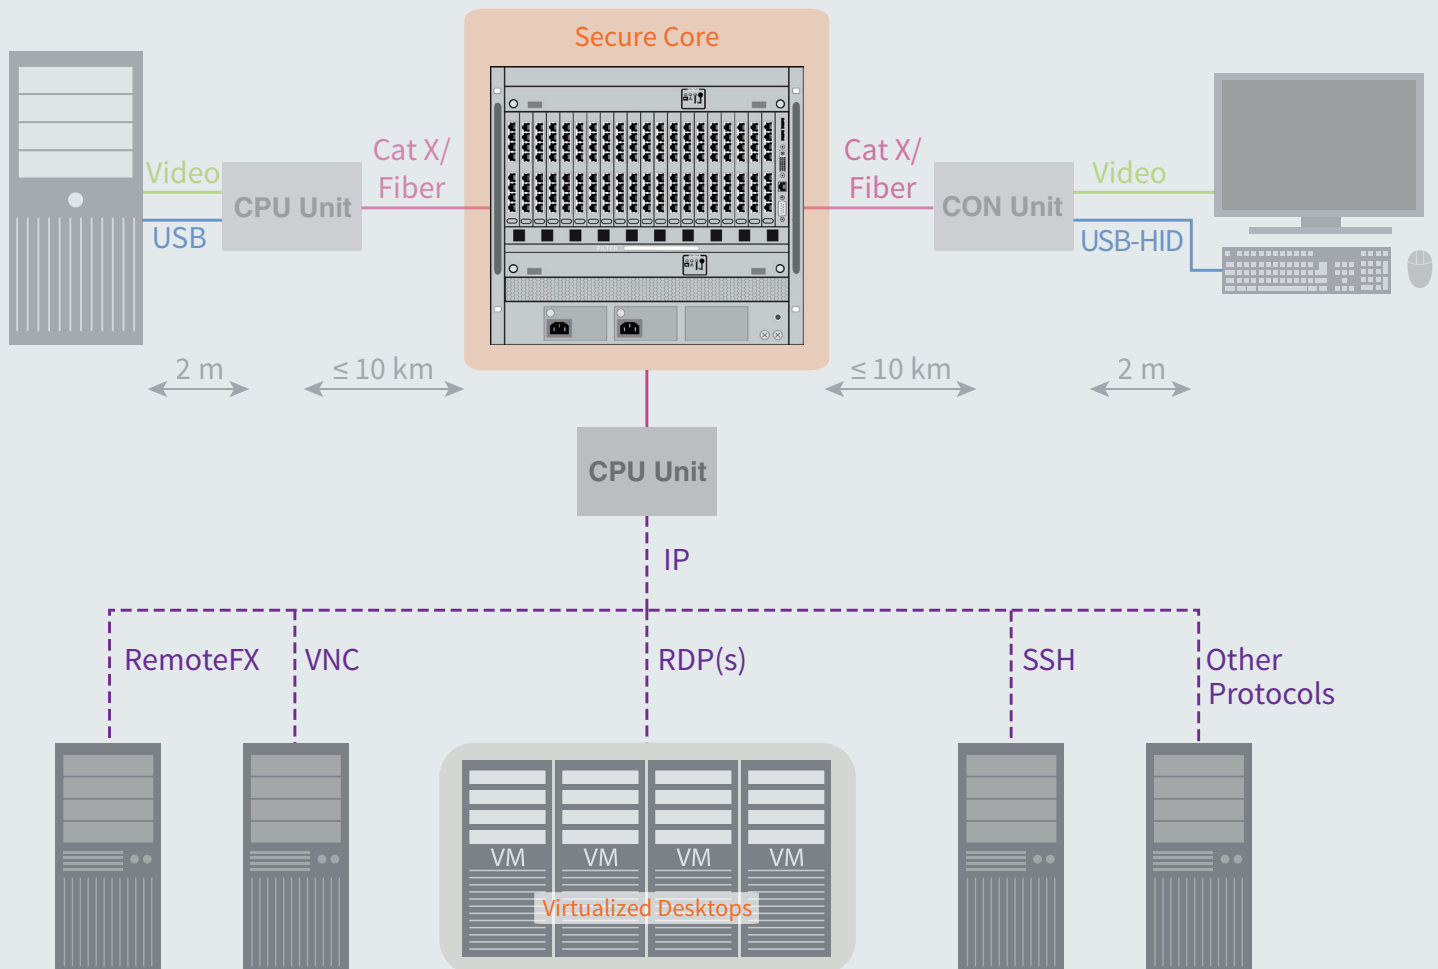 Secure Core
Cat X/
Fiber
Cat X/
Fiber
Video
CPU Unit
USB
Video
CON Unit
USB-HID
2 m
≤ 10 km
≤ 10 km
2 m
CPU Unit
IP
RemoteFX
VNC
RDP(s)
SSH
Other
Protocols
VM
VM
VM
VM
Virtualized Desktops